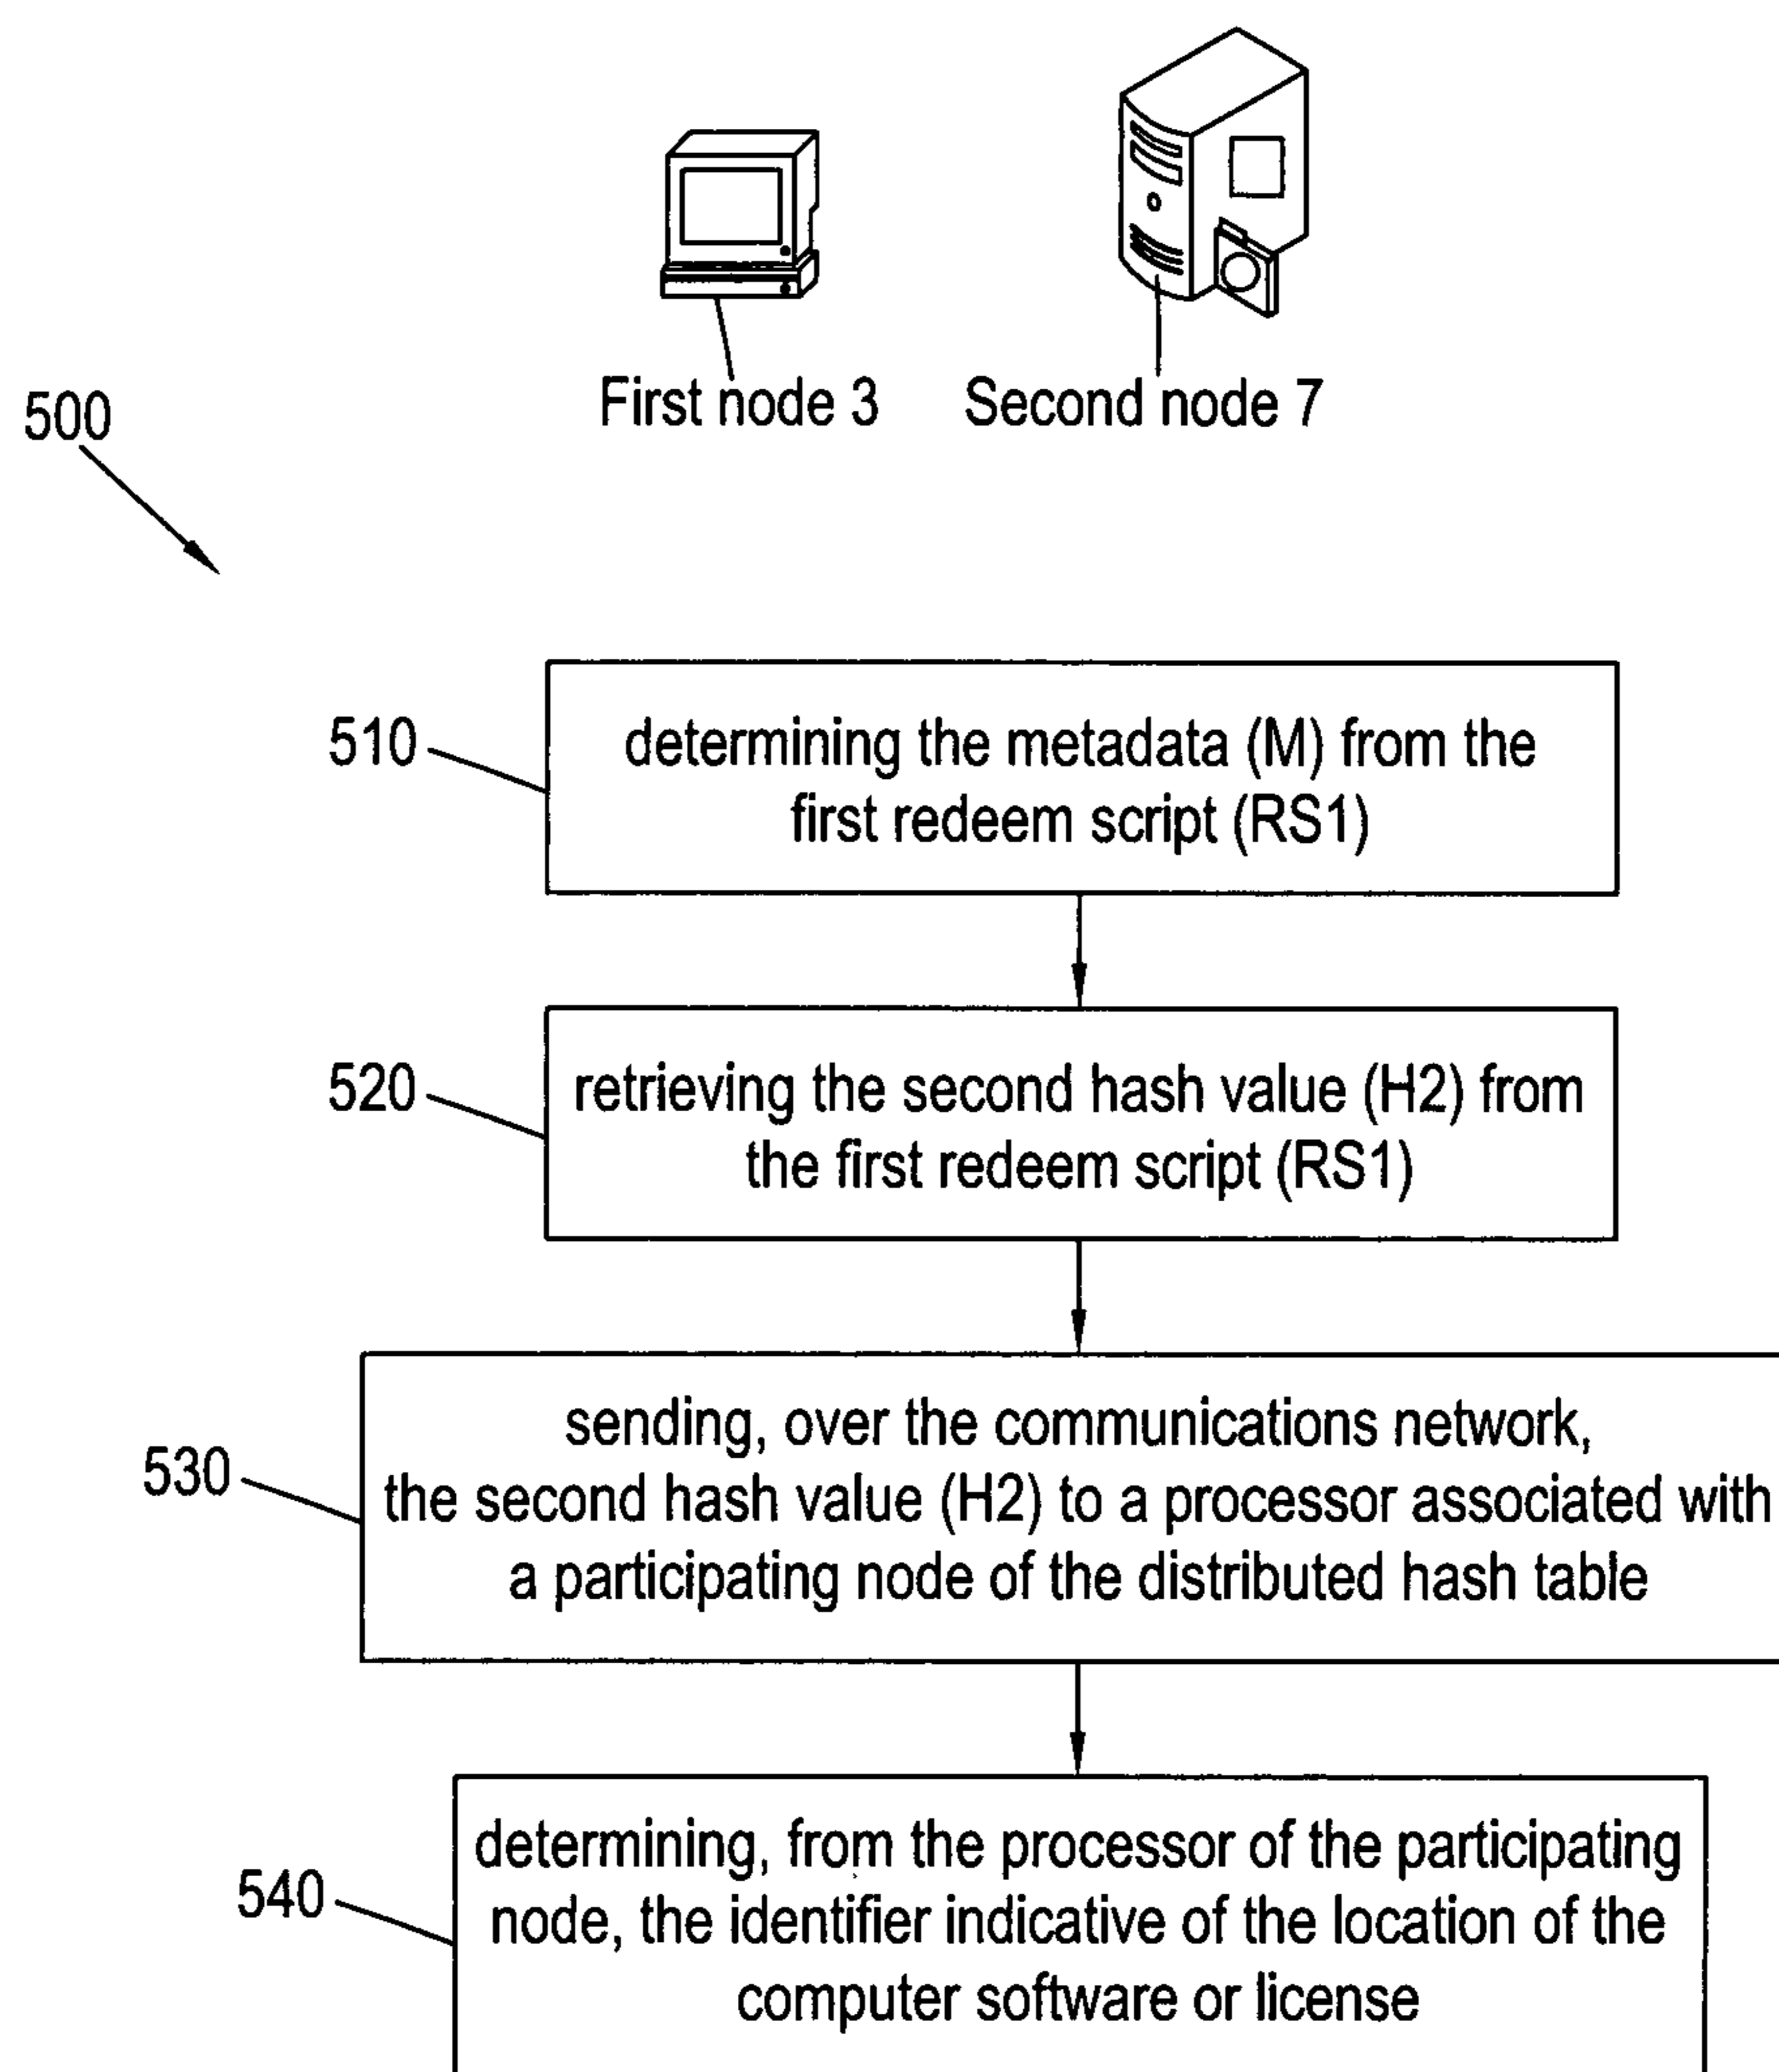 First node 3
Second node 7
500
510
determining the metadata (M) from the
first redeem script (RS1)
520
retrieving the second hash value (H2) from
the first redeem script (RS1)
530
sending, over the communications network,
the second hash value (H2) to a processor associated with
a participating node of the distributed hash table
540
determining, from the processor of the participating
node, the identifier indicative of the location of the
computer software or license